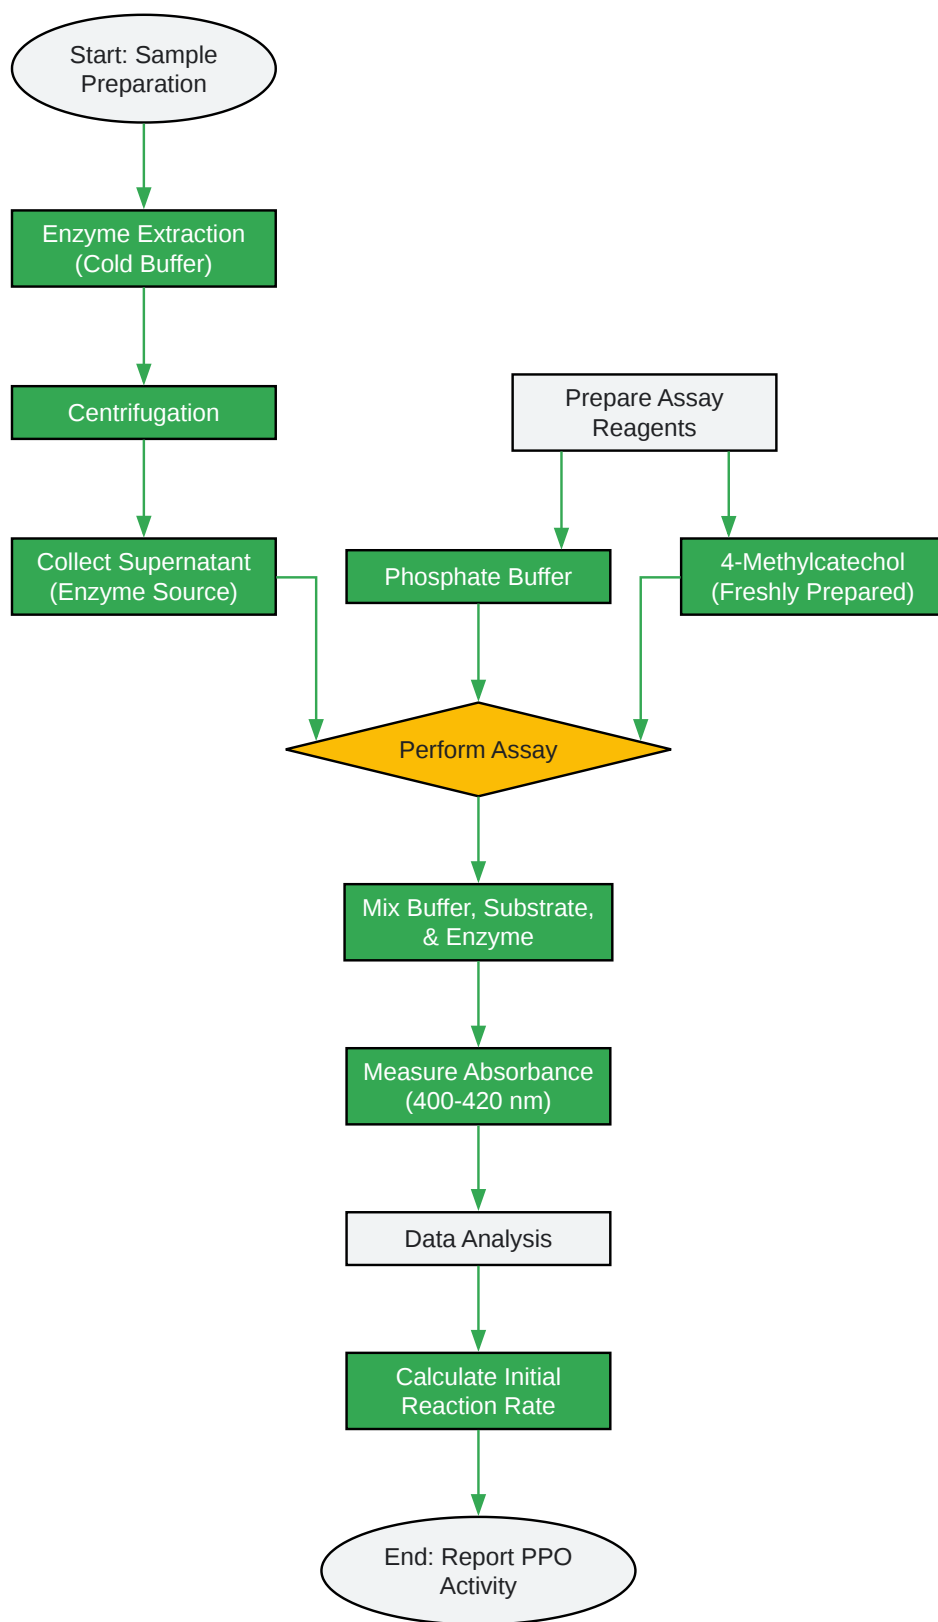 Start: Sample
Preparation
Enzyme Extraction
(Cold Buffer)
Centrifugation
Prepare Assay
Reagents
Collect Supernatant
(Enzyme Source)
Phosphate Buffer
4-Methylcatechol
(Freshly Prepared)
Perform Assay
Mix Buffer, Substrate,
& Enzyme
Measure Absorbance
(400-420 nm)
Data Analysis
Calculate Initial
Reaction Rate
End: Report PPO
Activity